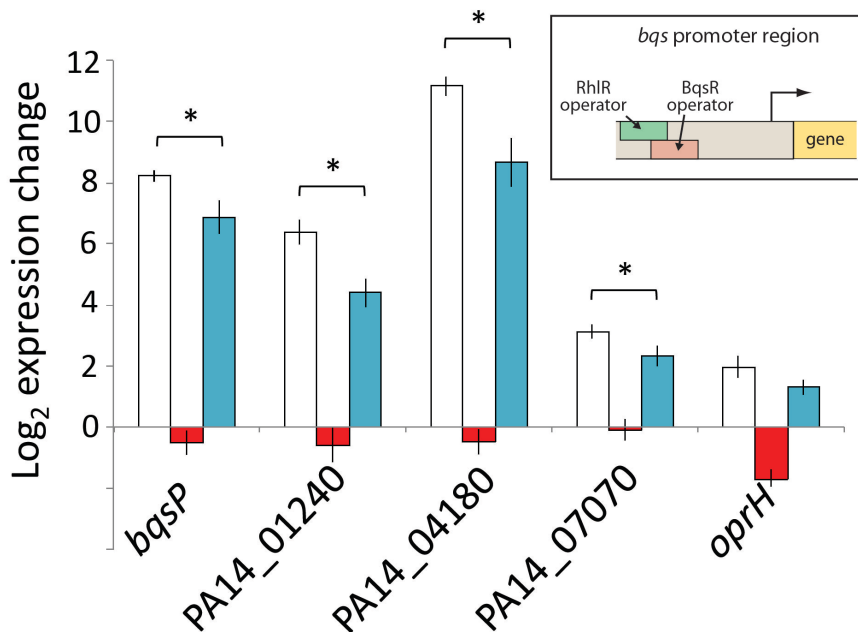 Log₂ expression change
12
10
8
6
4
2
0
*
*
*
*
bqsP
PA14_01240
PA14_04180
PA14_07070
oprH
bqs promoter region
RhlR
operator
BqsR
operator
gene